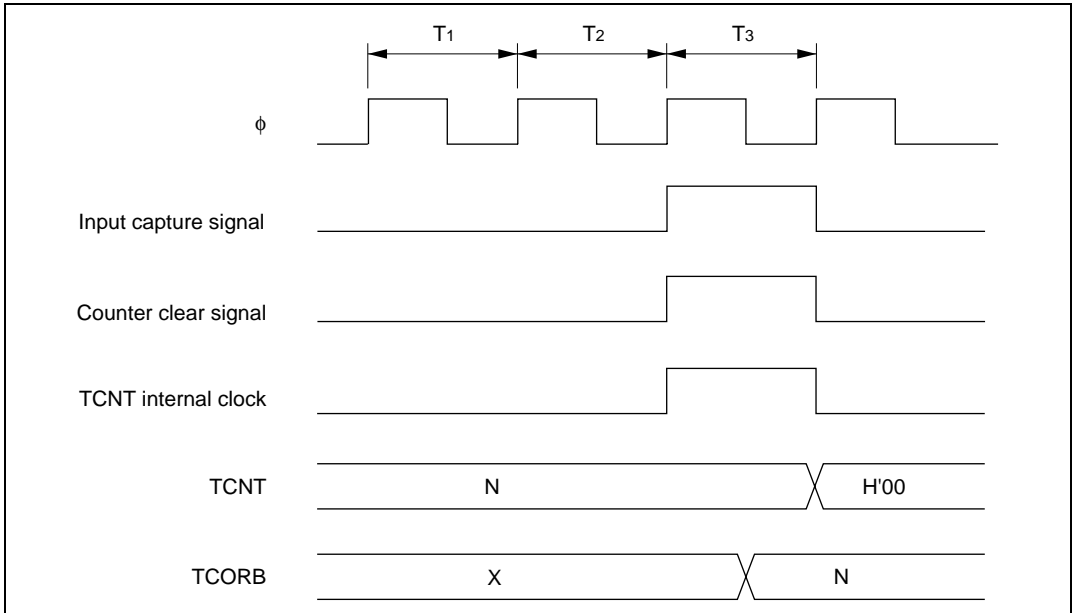 T1 T2 T3
φ
Input capture signal
Counter clear signal
TCNT internal clock
TCNT N H'00
TCORB X N